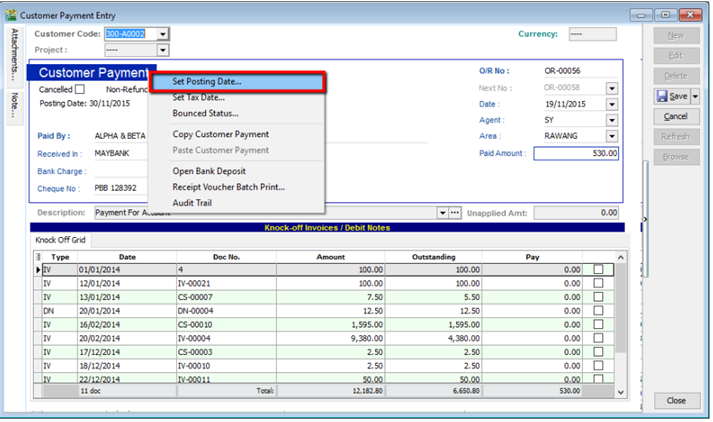 Customer Payment Entry
Attachments...
Note...
Customer Code: 300-A0002
Currency: ----
Project : ----
Customer Payment
Cancelled Non-Refund
Posting Date: 30/11/2015
Paid By : ALPHA & BETA
Received In : MAYBANK
Bank Charge :
Cheque No : PBB 128392
Set Posting Date...
Set Tax Date...
Bounced Status...
Copy Customer Payment
Paste Customer Payment
Open Bank Deposit
Receipt Voucher Batch Print...
Audit Trail
O/R No : OR-00056
Next No : OR-00058
Date : 19/11/2015
Agent : SY
Area : RAWANG
Paid Amount : 530.00
New
Edit
Delete
Save
Cancel
Refresh
Browse
Description: Payment For Account
Unapplied Amt: 0.00
Knock-off Invoices / Debit Notes
Knock Off Grid
Type Date Doc No. Amount Outstanding Pay
IV 01/01/2014 4 100.00 100.00 0.00
IV 12/01/2014 IV-00021 100.00 100.00 0.00
IV 13/01/2014 CS-00007 7.50 5.50 0.00
DN 20/01/2014 DN-00004 12.50 12.50 0.00
IV 16/02/2014 CS-00010 1,595.00 1,595.00 0.00
IV 20/02/2014 IV-00004 9,380.00 4,380.00 0.00
IV 17/12/2014 CS-00003 2.50 2.50 0.00
IV 18/12/2014 IV-00010 2.50 2.50 0.00
IV 22/12/2014 IV-00011 50.00 50.00 0.00
11 doc Total: 12,182.80 6,650.80 530.00
Close